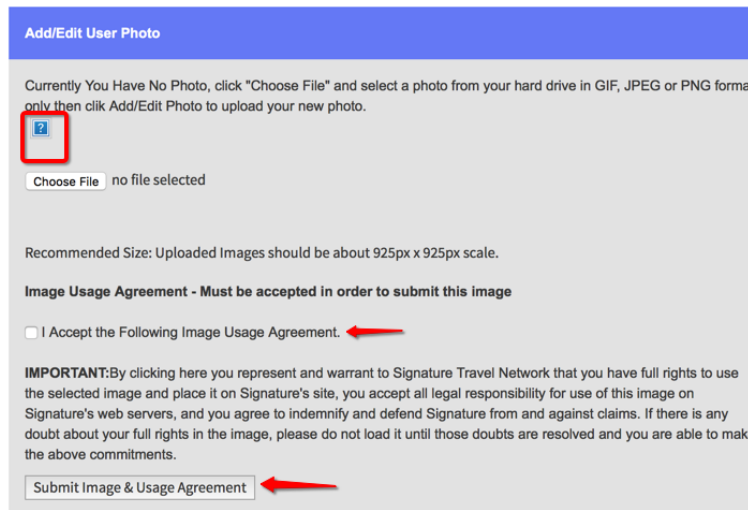 Add/Edit User Photo
Currently You Have No Photo, click "Choose File" and select a photo from your hard drive in GIF, JPEG or PNG forma
only then clik Add/Edit Photo to upload your new photo.
?
Choose File no file selected
Recommended Size: Uploaded Images should be about 925px x 925px scale.
Image Usage Agreement - Must be accepted in order to submit this image
I Accept the Following Image Usage Agreement.
IMPORTANT:By clicking here you represent and warrant to Signature Travel Network that you have full rights to use
the selected image and place it on Signature's site, you accept all legal responsibility for use of this image on
Signature's web servers, and you agree to indemnify and defend Signature from and against claims. If there is any
doubt about your full rights in the image, please do not load it until those doubts are resolved and you are able to mak
the above commitments.
Submit Image & Usage Agreement